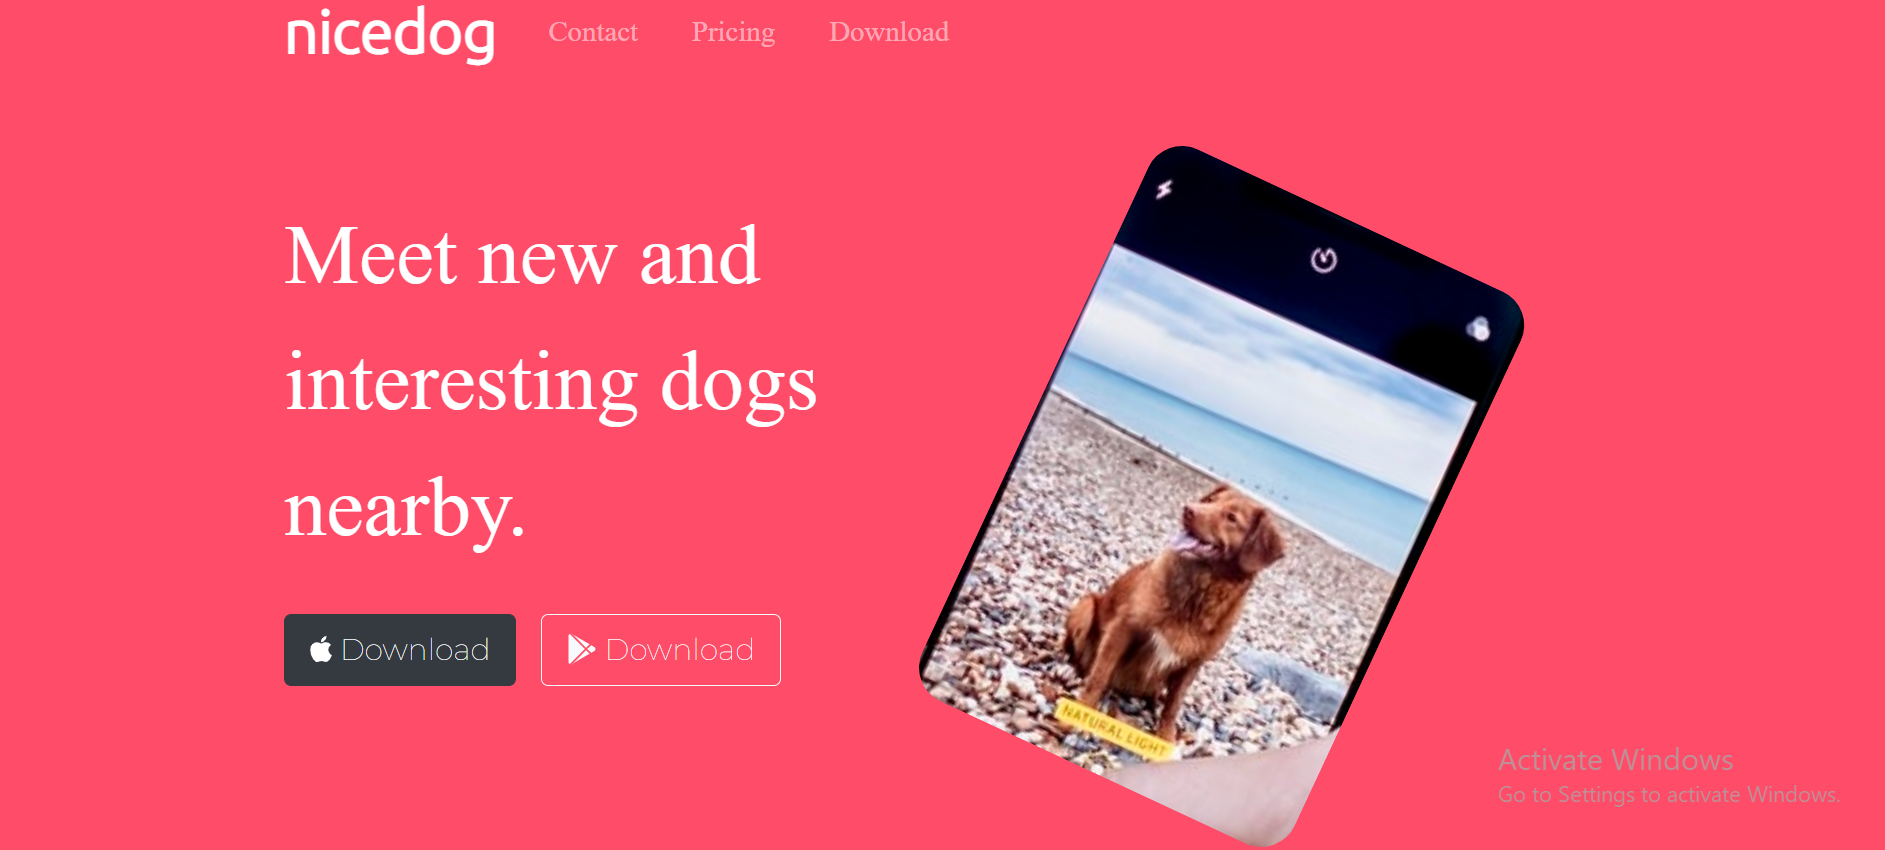 nicedog Contact Pricing Download
Meet new and
interesting dogs
nearby.
Download Download
NATURAL LIGHT
Activate Windows
Go to Settings to activate Windows.